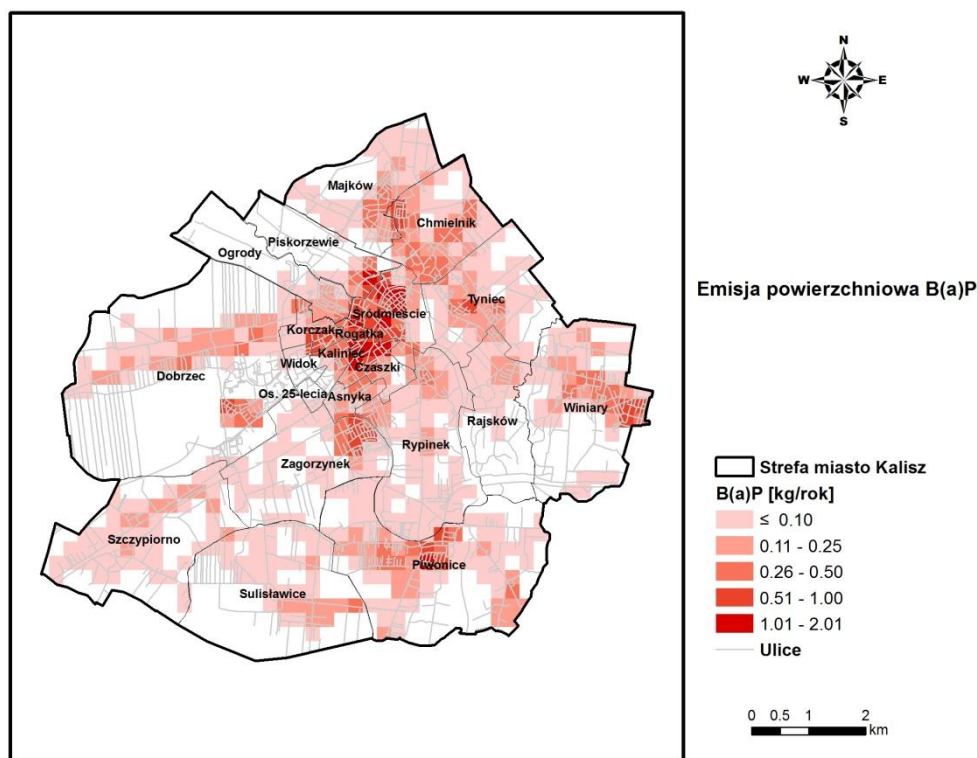 N
W E
S
Majków
Chmielnik
Piskorzewie
Ogrody
Emisja powierzchniowa B(a)P
Tyniec
Śródmieście
Korczak Rogatka
Kaliniec
Widok Czaszki
Dobrzec
Os. 25-lecia Asnyka
Winiary
Rajsków
Rypinek
Zagorzynek
Strefa miasto Kalisz
B(a)P [kg/rok]
≤ 0.10
0.11 - 0.25
Szczypiorno
0.26 - 0.50
Piwonice
0.51 - 1.00
Sulisławice
1.01 - 2.01
Ulice
0 0.5 1 2
km